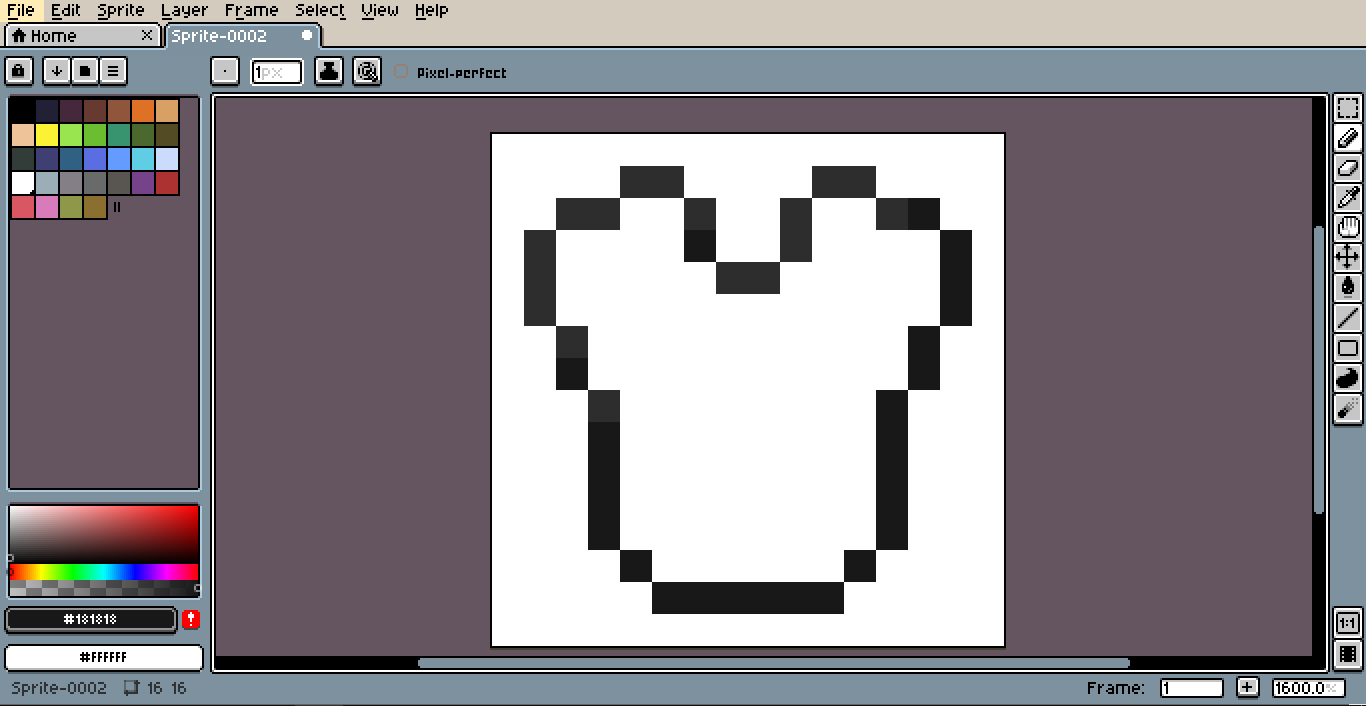 File Edit Sprite Layer Frame Select View Help
Home Sprite-0002
1px Pixel-perfect
#181818
#FFFFFF
1:1
Sprite-0002 16 16 Frame: 1 1600.0%